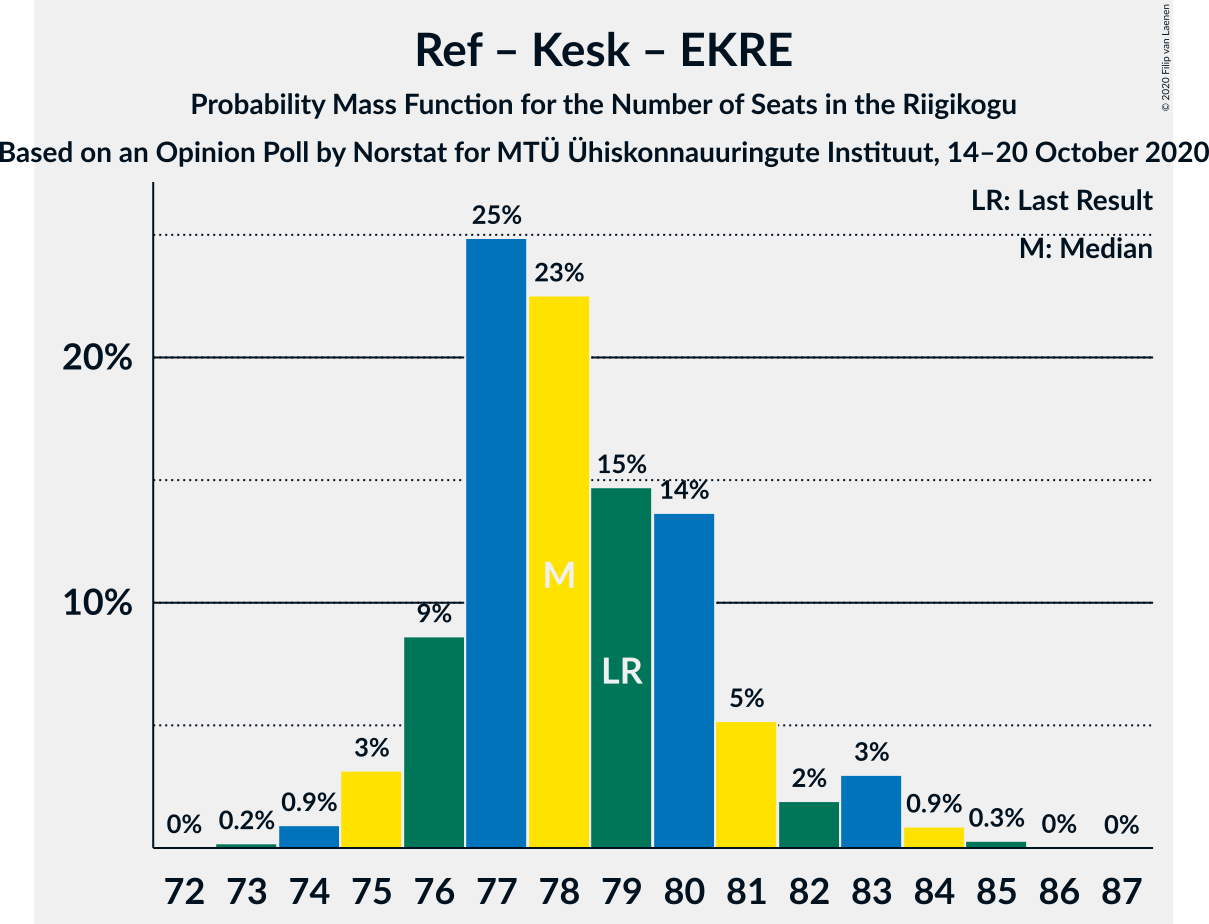 Ref – Kesk – EKRE
Probability Mass Function for the Number of Seats in the Riigikogu
Based on an Opinion Poll by Norstat for MTÜ Ühiskonnauuringute Instituut, 14–20 October 2020
© 2020 Filip van Laenen
LR: Last Result
M: Median
25%
23%
20%
15%
14%
M
10%
9%
LR
5%
3%
3%
2%
0.9%
0.9%
0.3%
0.2%
0%
0%
0%
72 73 74 75 76 77 78 79 80 81 82 83 84 85 86 87